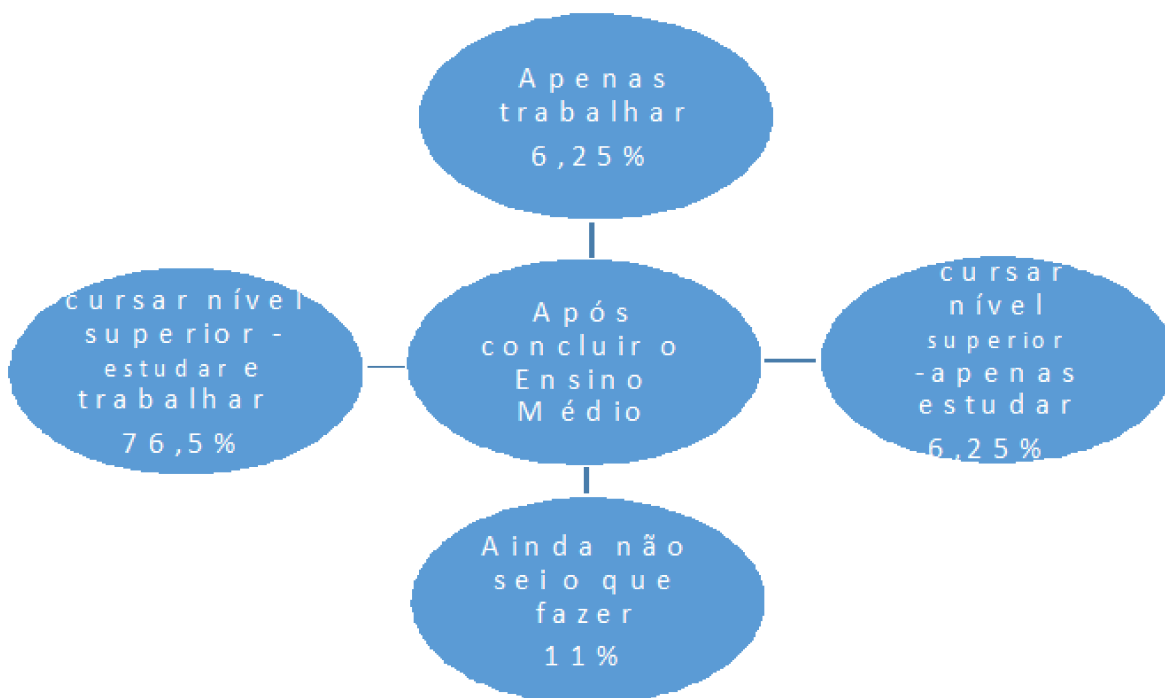 Apenas
trabalhar
6,25%
cursar nível
superior -
estudar e
trabalhar
76,5%
Após
concluir o
Ensino
Médio
cursar
nível
superior
-apenas
estudar
6,25%
Ainda não
sei o que
fazer
11%